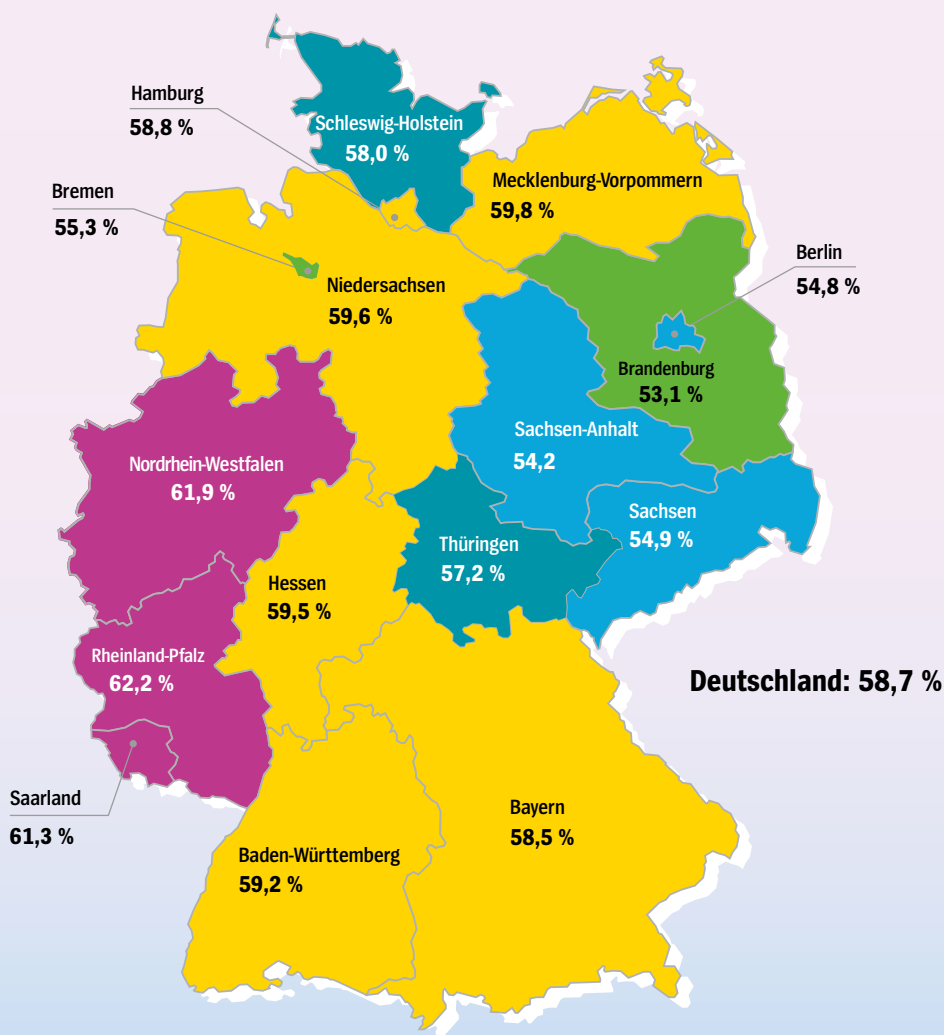 Hamburg
58,8 %
Schleswig-Holstein
58,0 %
Mecklenburg-Vorpommern
59,8 %
Bremen
55,3 %
Berlin
54,8 %
Niedersachsen
59,6 %
Brandenburg
53,1 %
Sachsen-Anhalt
54,2
Nordrhein-Westfalen
61,9 %
Sachsen
54,9 %
Thüringen
57,2 %
Hessen
59,5 %
Rheinland-Pfalz
62,2 %
Deutschland: 58,7 %
Saarland
61,3 %
Bayern
58,5 %
Baden-Württemberg
59,2 %